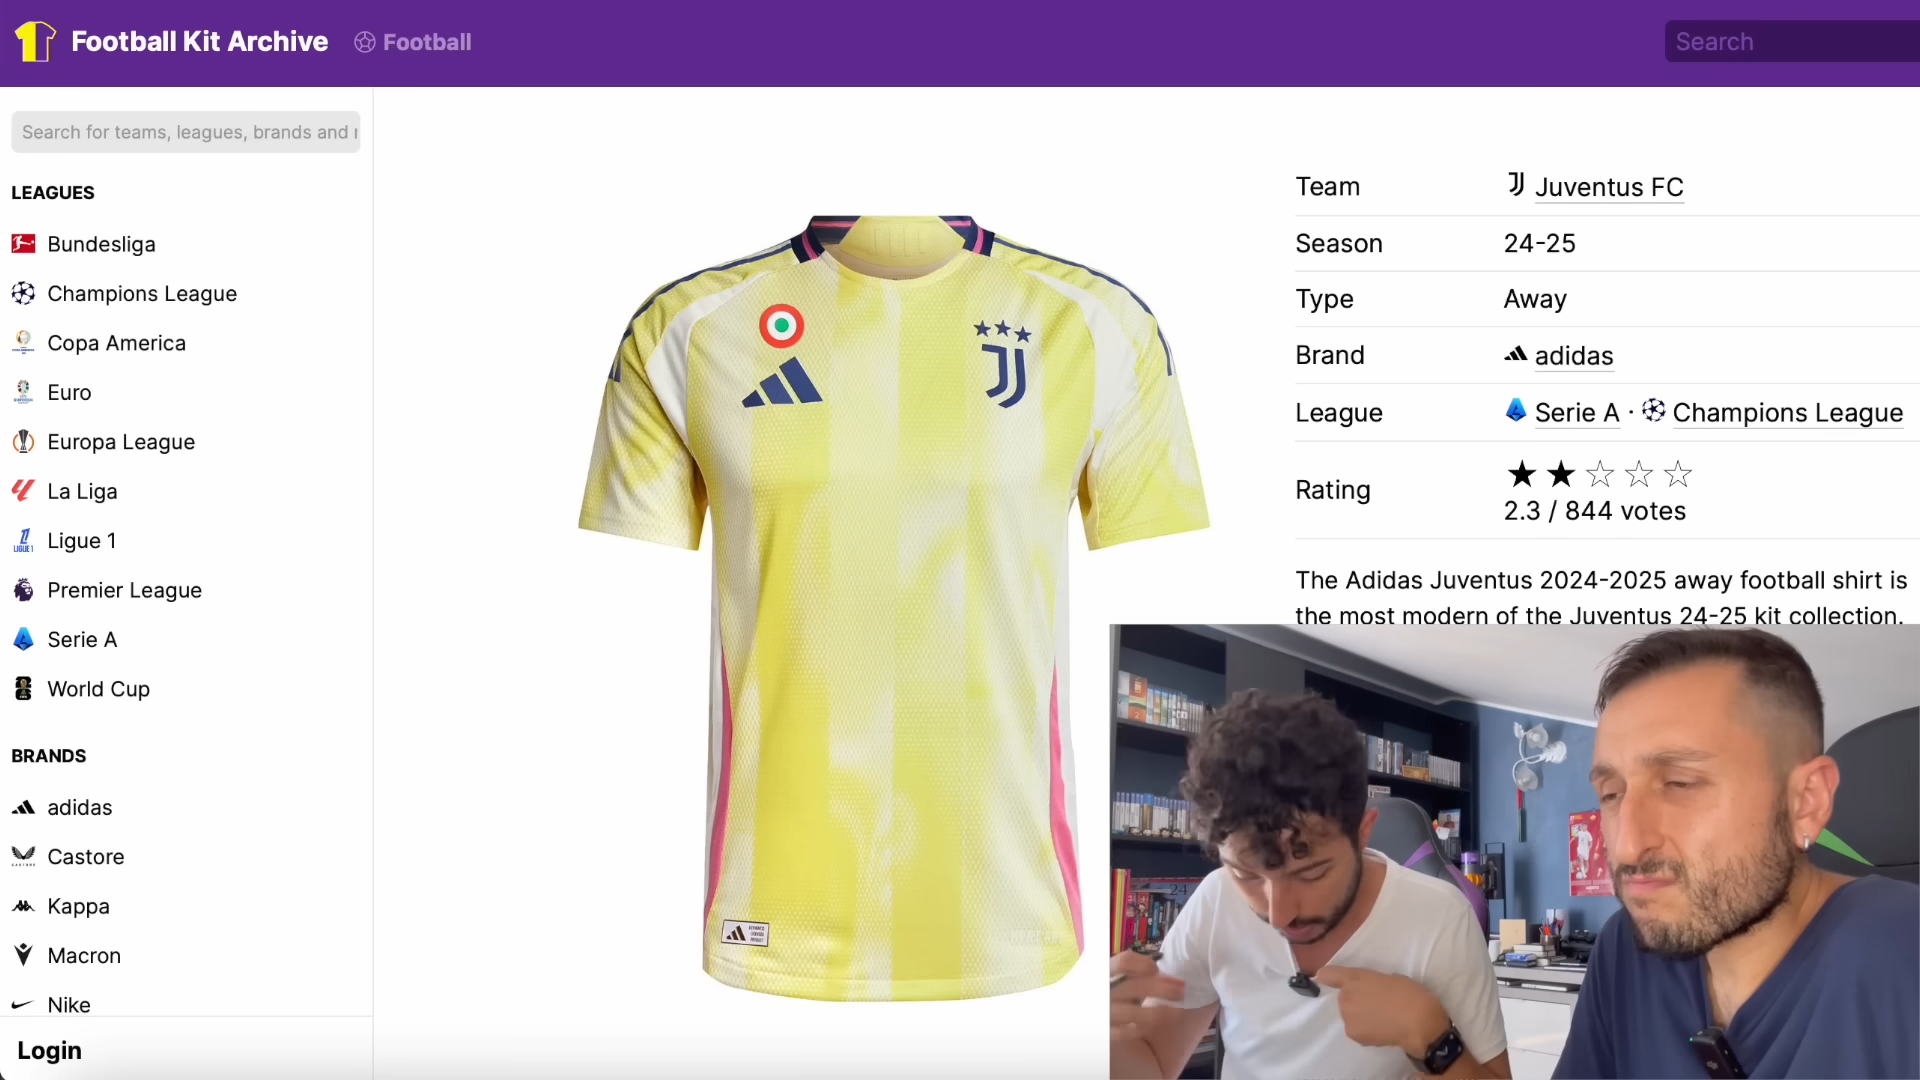 Football Kit Archive
Football
Search
Search for teams, leagues, brands and
LEAGUES
Bundesliga
Champions League
Copa America
Euro
Europa League
La Liga
Ligue 1
Premier League
Serie A
World Cup
BRANDS
adidas
Castore
Kappa
Macron
Nike
Login
Team
Juventus FC
Season
24-25
Type
Away
Brand
adidas
League
Serie A · Champions League
Rating
2.3 / 844 votes
The Adidas Juventus 2024-2025 away football shirt is
the most modern of the Juventus 24-25 kit collection.